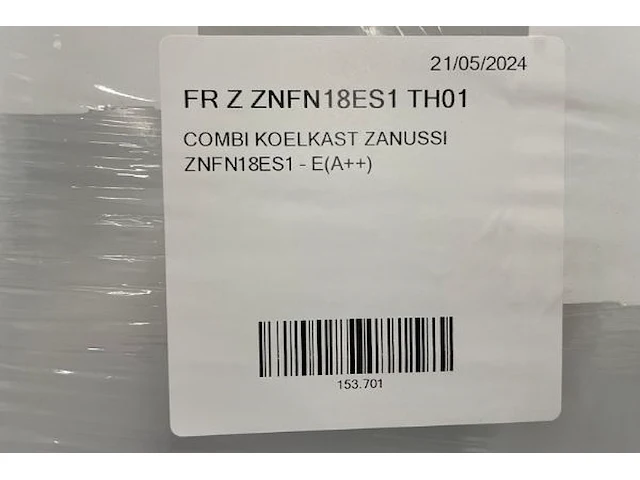 21/05/2024
FR Z ZNFN18ES1 TH01
COMBI KOELKAST ZANUSSI
ZNFN18ES1 - E(A++)
153.701